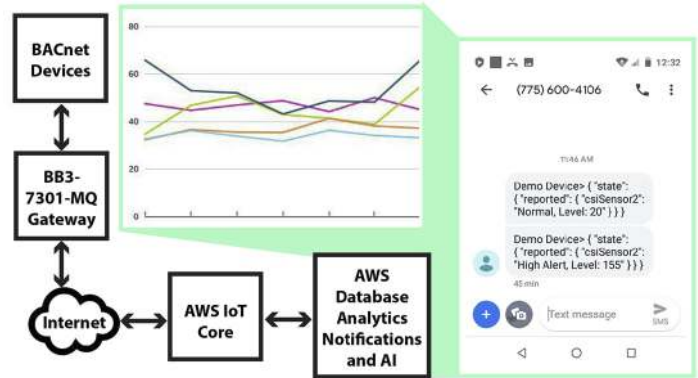 BACnet
Devices
BB3-
7301-MQ
Gateway
Internet
AWS IoT
Core
AWS
Database
Analytics
Notifications
and AI
80
60
40
20
0
12:32
(775) 600-4106
11:46 AM
Demo Device> { "state":
{ "reported": { "csiSensor2":
"Normal, Level: 20" } } }
Demo Device> { "state":
{ "reported": { "csiSensor2":
"High Alert, Level: 155" } } }
45 min
Text message
SMS